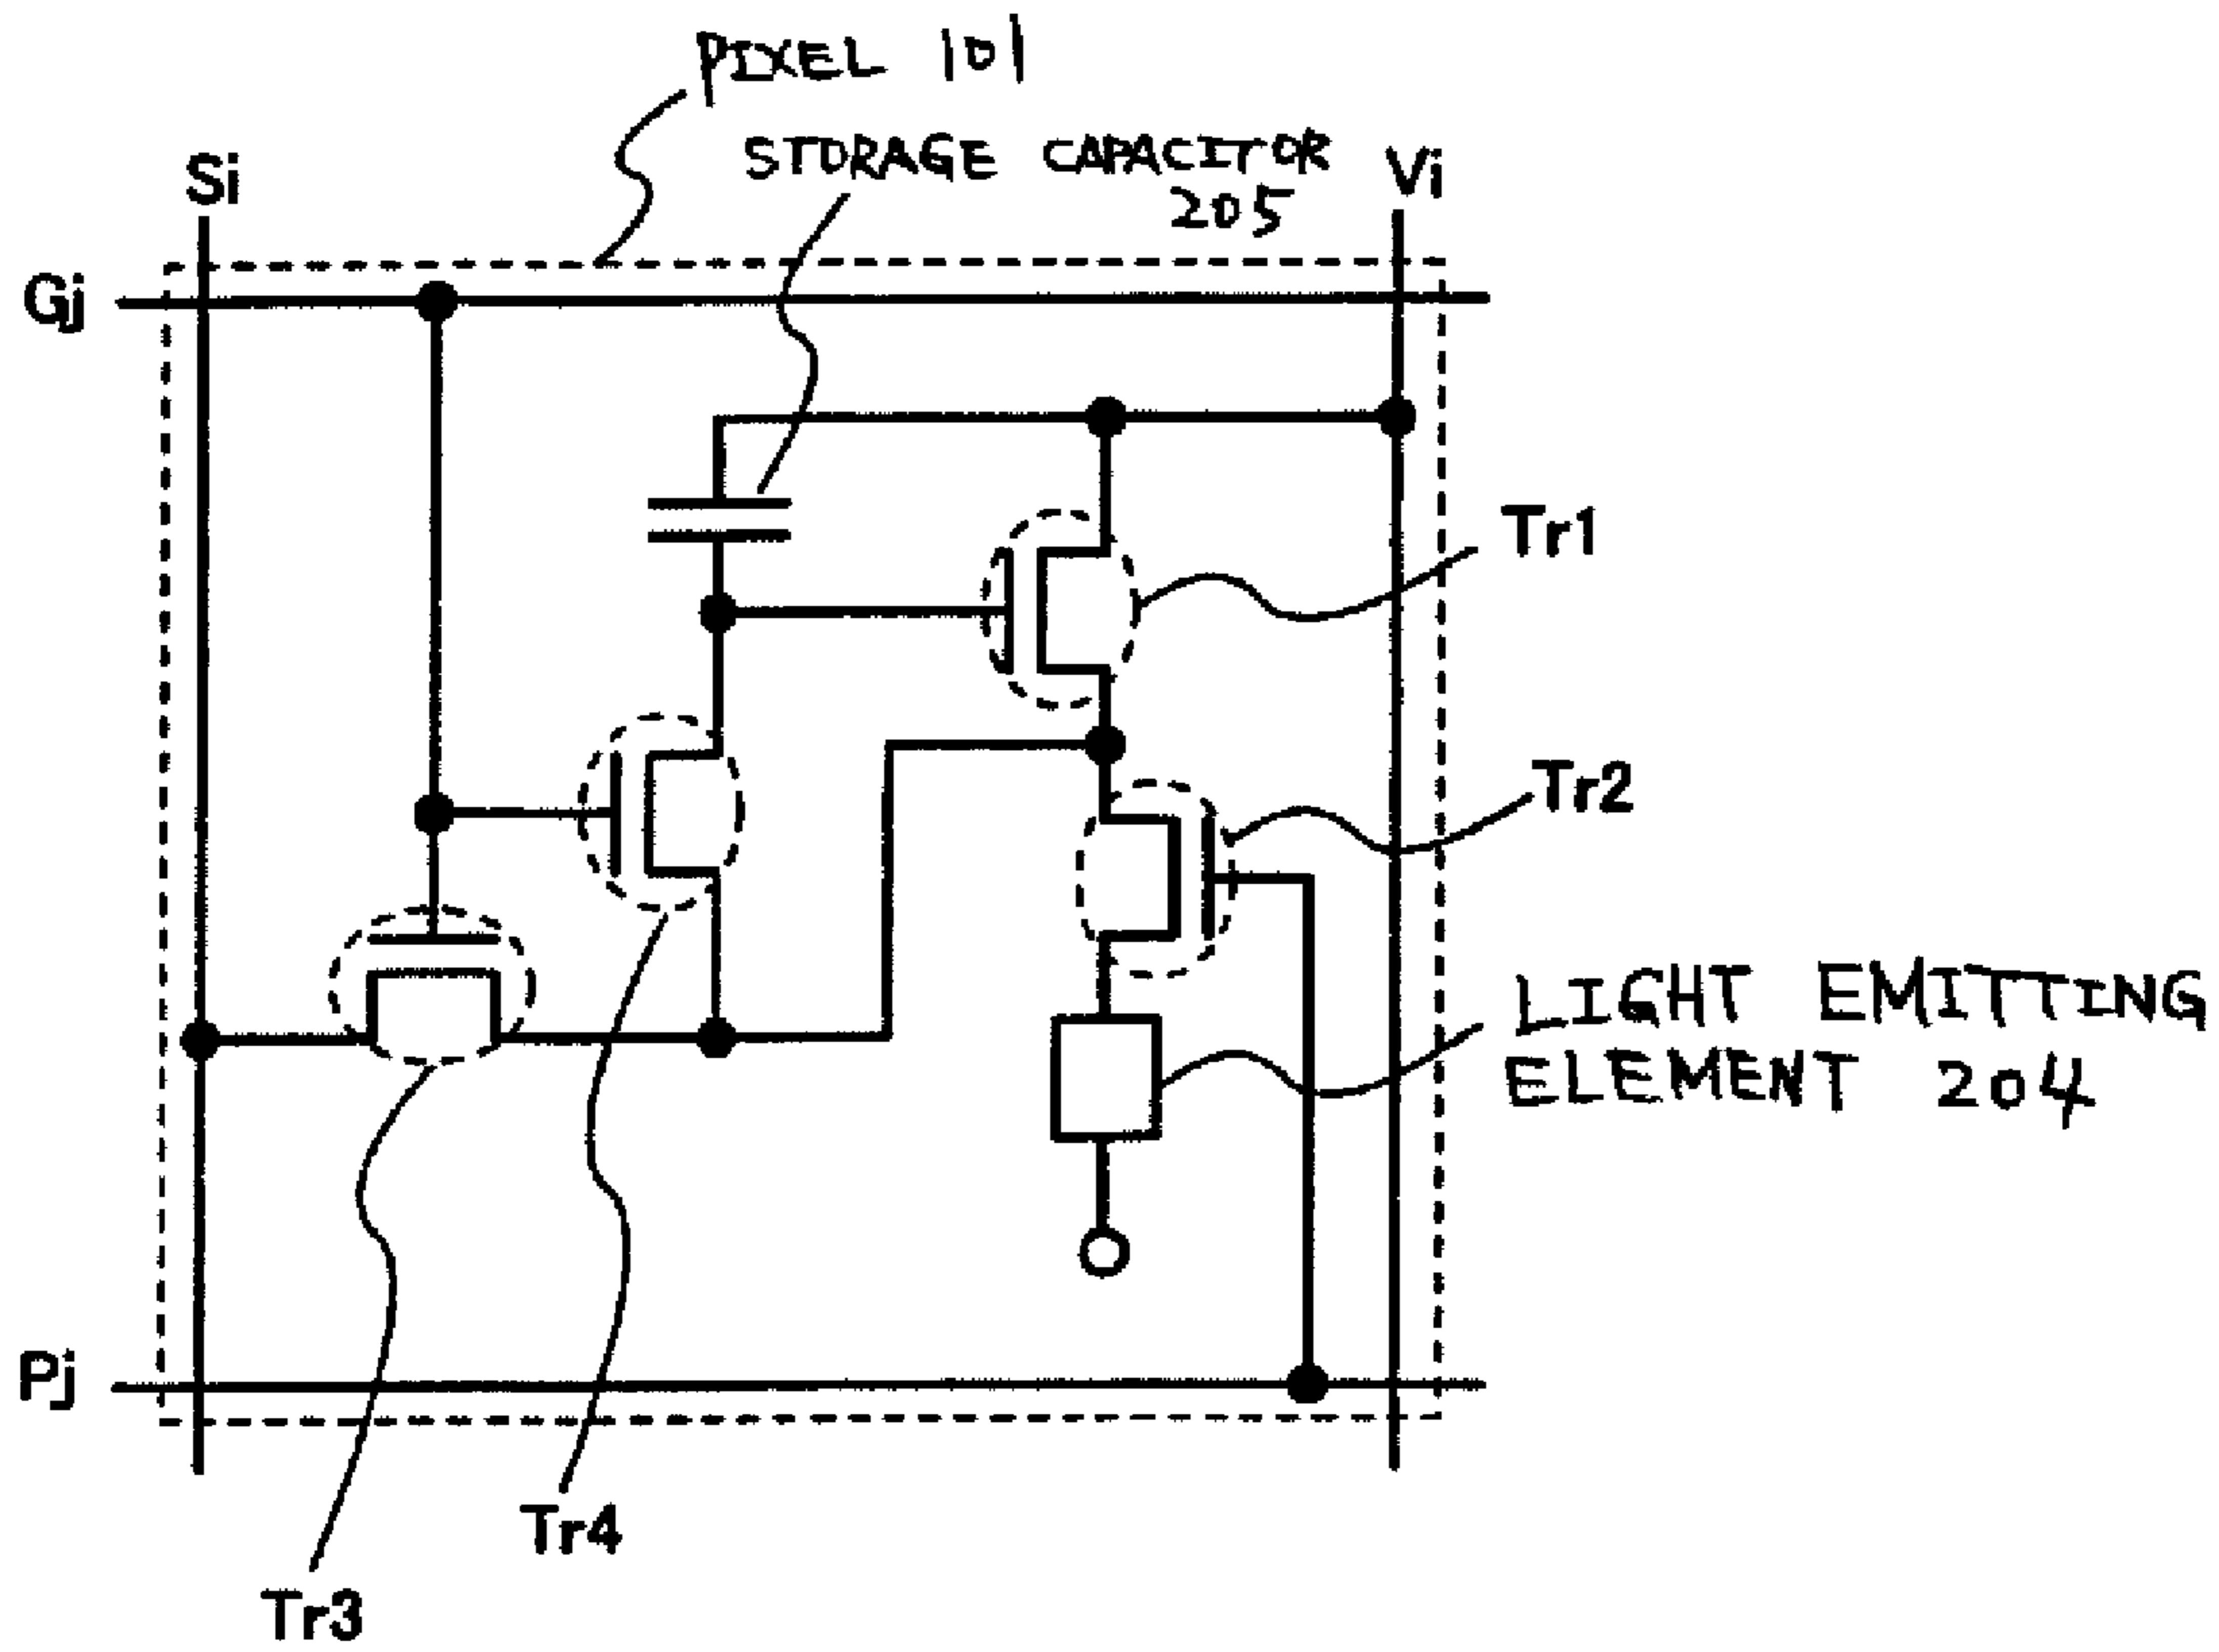 PIXEL 101
STORAGE CAPACITOR
205
Si
Vi
Gj
Tr1
Tr2
LIGHT EMITTING
ELEMENT 204
Pj
Tr4
Tr3